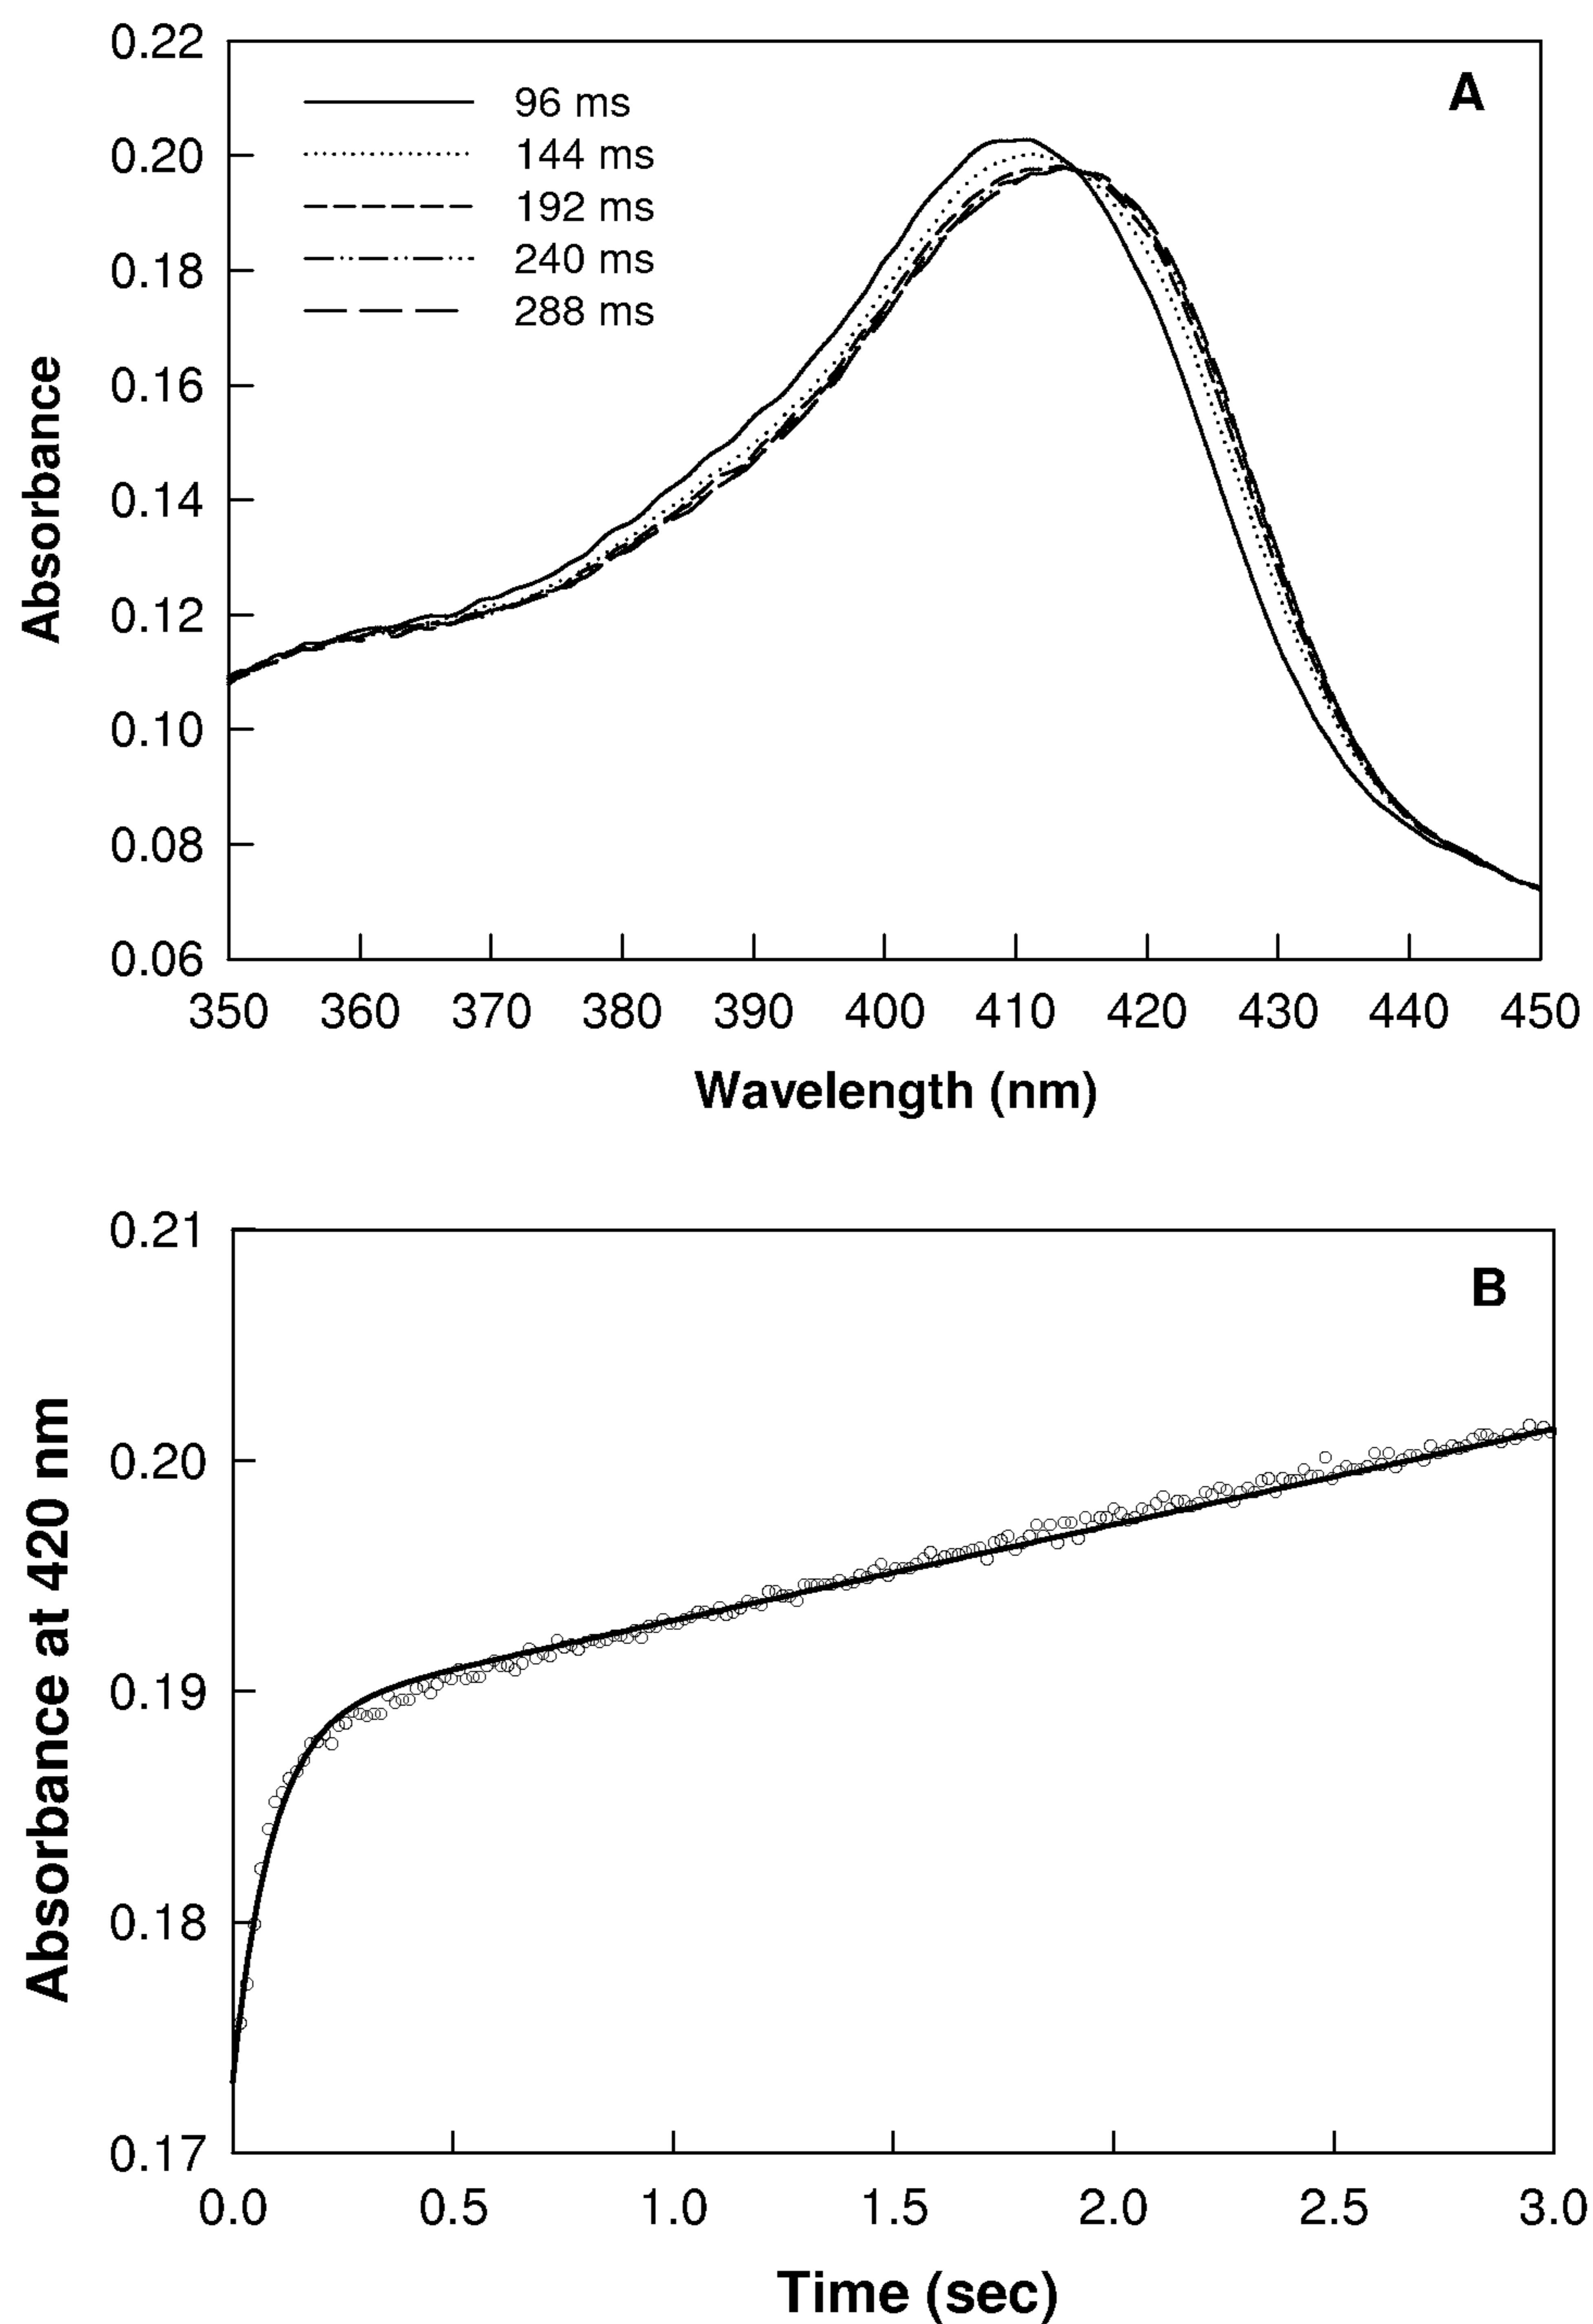 A
96 ms
144 ms
192 ms
240 ms
288 ms
Absorbance
0.22
0.20
0.18
0.16
0.14
0.12
0.10
0.08
0.06
350 360 370 380 390 400 410 420 430 440 450
Wavelength (nm)
B
Absorbance at 420 nm
0.21
0.20
0.19
0.18
0.17
0.0 0.5 1.0 1.5 2.0 2.5 3.0
Time (sec)